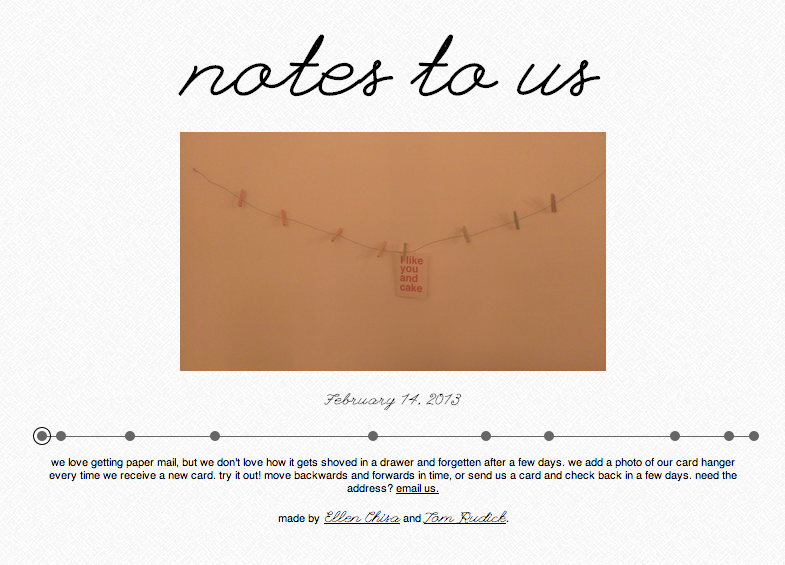 notes to us
I like
you
and
cake
February 14, 2013
we love getting paper mail, but we don't love how it gets shoved in a drawer and forgotten after a few days. we add a photo of our card hanger
every time we receive a new card. try it out! move backwards and forwards in time, or send us a card and check back in a few days. need the
address? email us.
made by Ellen Chisa and Tom Rudick.